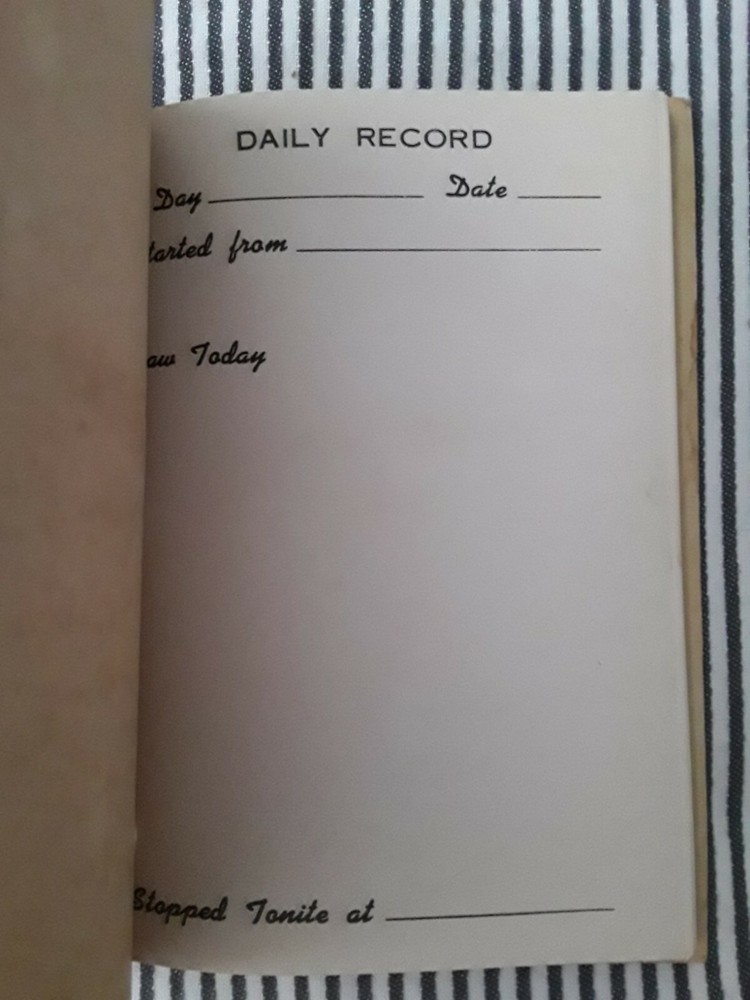 DAILY RECORD
Day Date
tarted from
aw Today
Stopped Tonite at